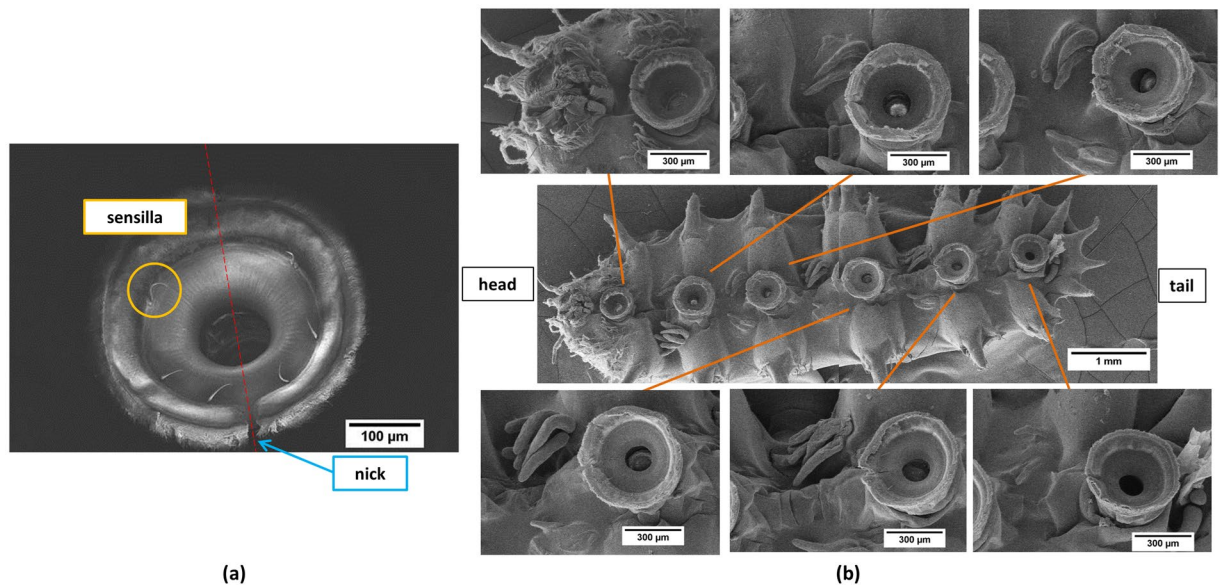 300 µm
300 µm
300 µm
sensilla
head
tail
1 mm
100 µm
nick
300 µm
300 µm
300 µm
(a)
(b)